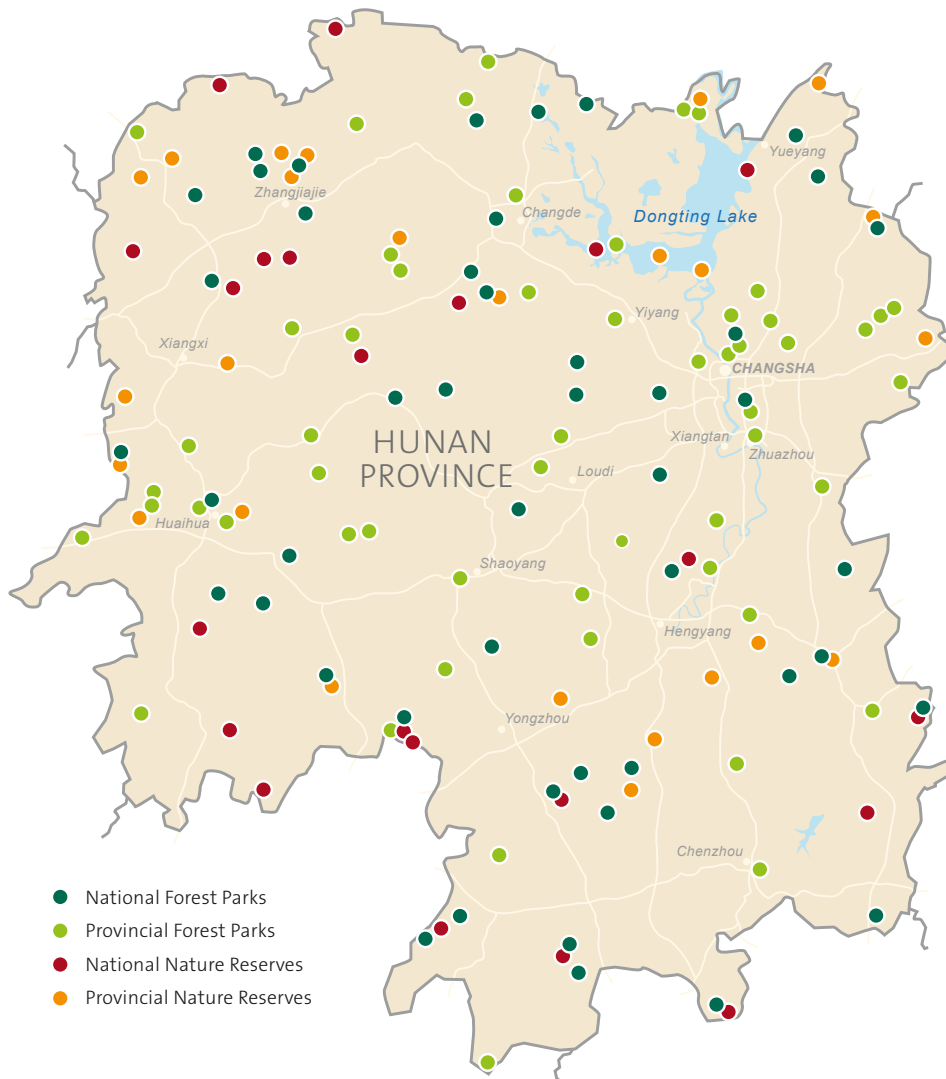 Yueyang
Zhangjiajie
Changde
Dongting Lake
Yiyang
Xiangxi
CHANGSHA
HUNAN
PROVINCE
Xiangtan
Zhuazhou
Loudi
Huaihua
Shaoyang
Hengyang
Yongzhou
Chenzhou
National Forest Parks
Provincial Forest Parks
National Nature Reserves
Provincial Nature Reserves